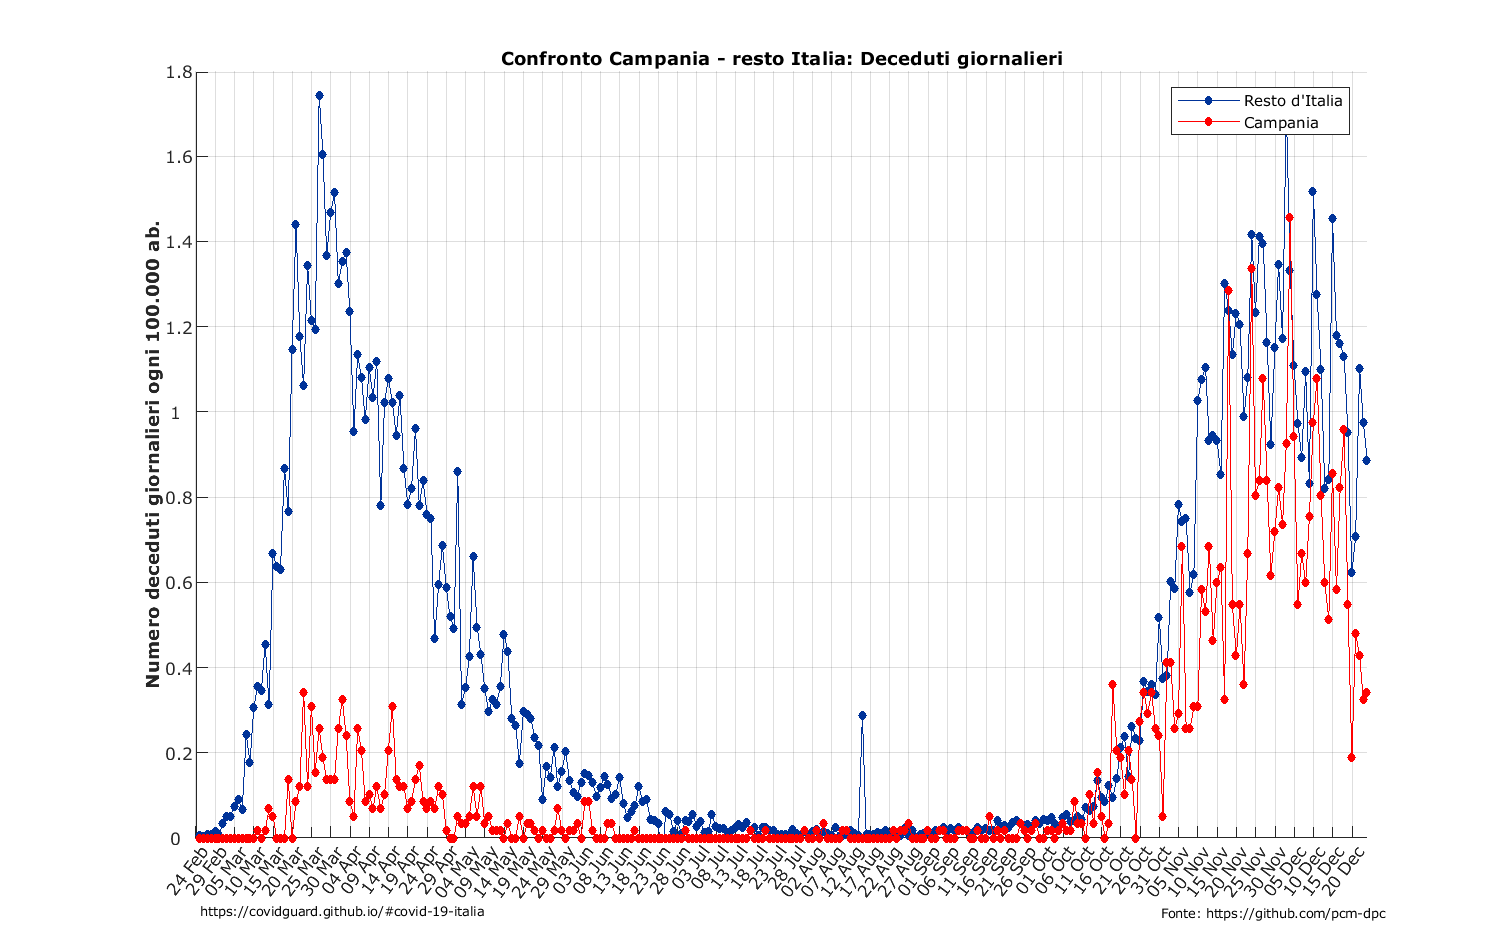 Confronto Campania - resto Italia: Deceduti giornalieri
Resto d'Italia
Campania
Numero deceduti giornalieri ogni 100.000 ab.
1.8
1.6
1.4
1.2
1
0.8
0.6
0.4
0.2
0
24 Feb
29 Feb
05 Mar
10 Mar
15 Mar
20 Mar
25 Mar
30 Mar
04 Apr
09 Apr
14 Apr
19 Apr
24 Apr
29 Apr
04 May
09 May
14 May
19 May
24 May
29 May
03 Jun
08 Jun
13 Jun
18 Jun
23 Jun
28 Jun
03 Jul
08 Jul
13 Jul
18 Jul
23 Jul
28 Jul
02 Aug
07 Aug
12 Aug
17 Aug
22 Aug
27 Aug
01 Sep
06 Sep
11 Sep
16 Sep
21 Sep
26 Sep
01 Oct
06 Oct
11 Oct
16 Oct
21 Oct
26 Oct
31 Oct
05 Nov
10 Nov
15 Nov
20 Nov
25 Nov
30 Nov
05 Dec
10 Dec
15 Dec
20 Dec
https://covidguard.github.io/#covid-19-italia
Fonte: https://github.com/pcm-dpc